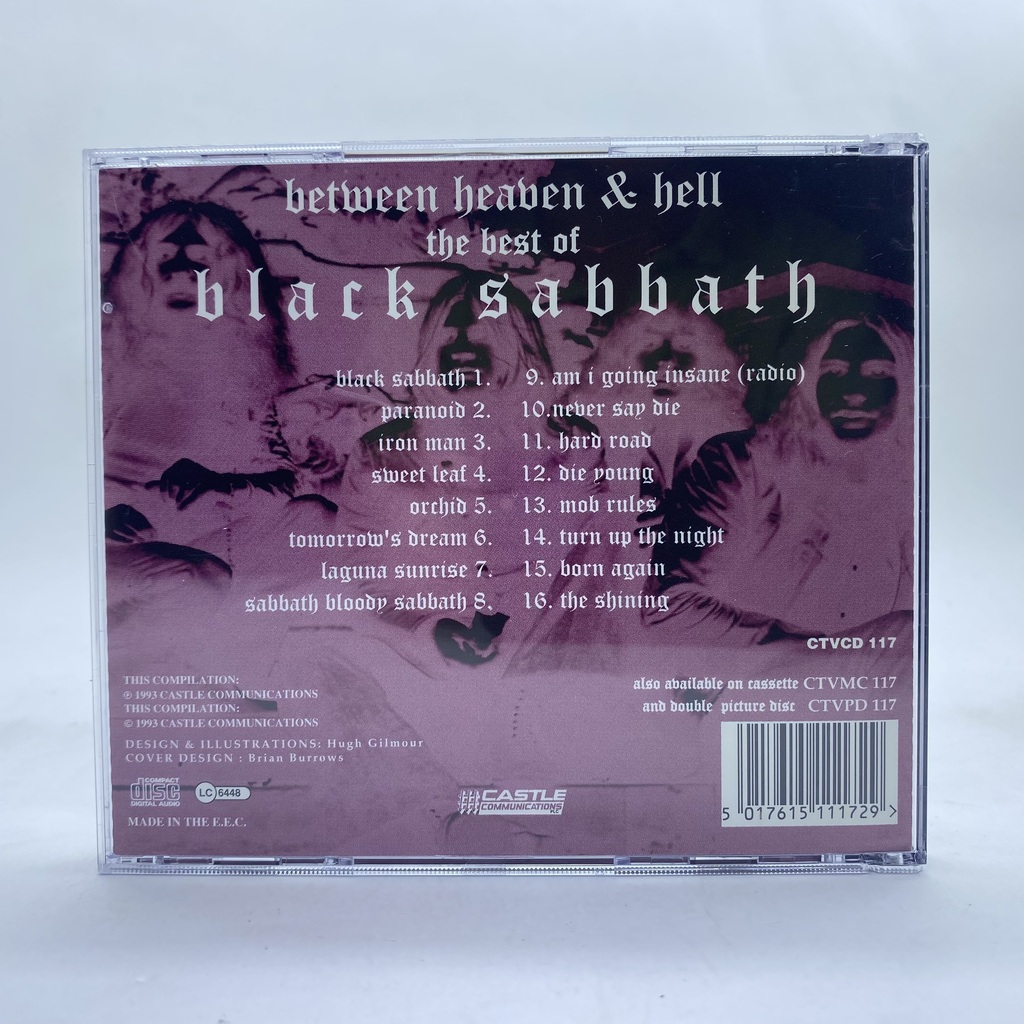 between heaven & hell
the best of
black sabbath
black sabbath 1.
paranoid 2.
iron man 3.
sweet leaf 4.
orchid 5.
tomorrow's dream 6.
laguna sunrise 7.
sabbath bloody sabbath 8.
9. am i going insane (radio)
10.never say die
11. hard road
12. die young
13. mob rules
14. turn up the night
15. born again
16. the shining
CTVCD 117
also available on cassette CTVMC 117
and double picture disc CTVPD 117
THIS COMPILATION:
℗ 1993 CASTLE COMMUNICATIONS
THIS COMPILATION:
© 1993 CASTLE COMMUNICATIONS
DESIGN & ILLUSTRATIONS: Hugh Gilmour
COVER DESIGN : Brian Burrows
COMPACT
disc
DIGITAL AUDIO
LC 6448
MADE IN THE E.E.C.
CASTLE
COMMUNICATIONS
PLC
5 017615 111729 >